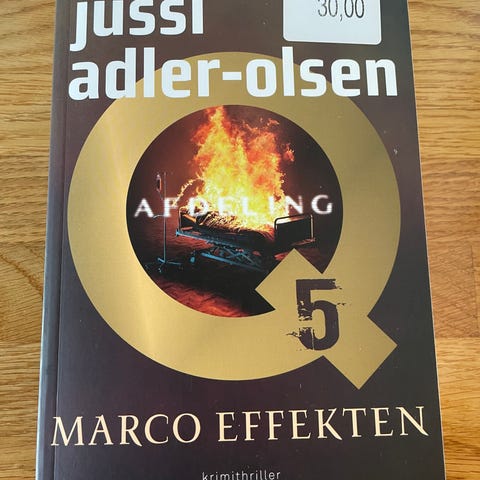 jussi
30,00
adler-olsen
AFDELING
5
MARCO EFFEKTEN
krimithriller